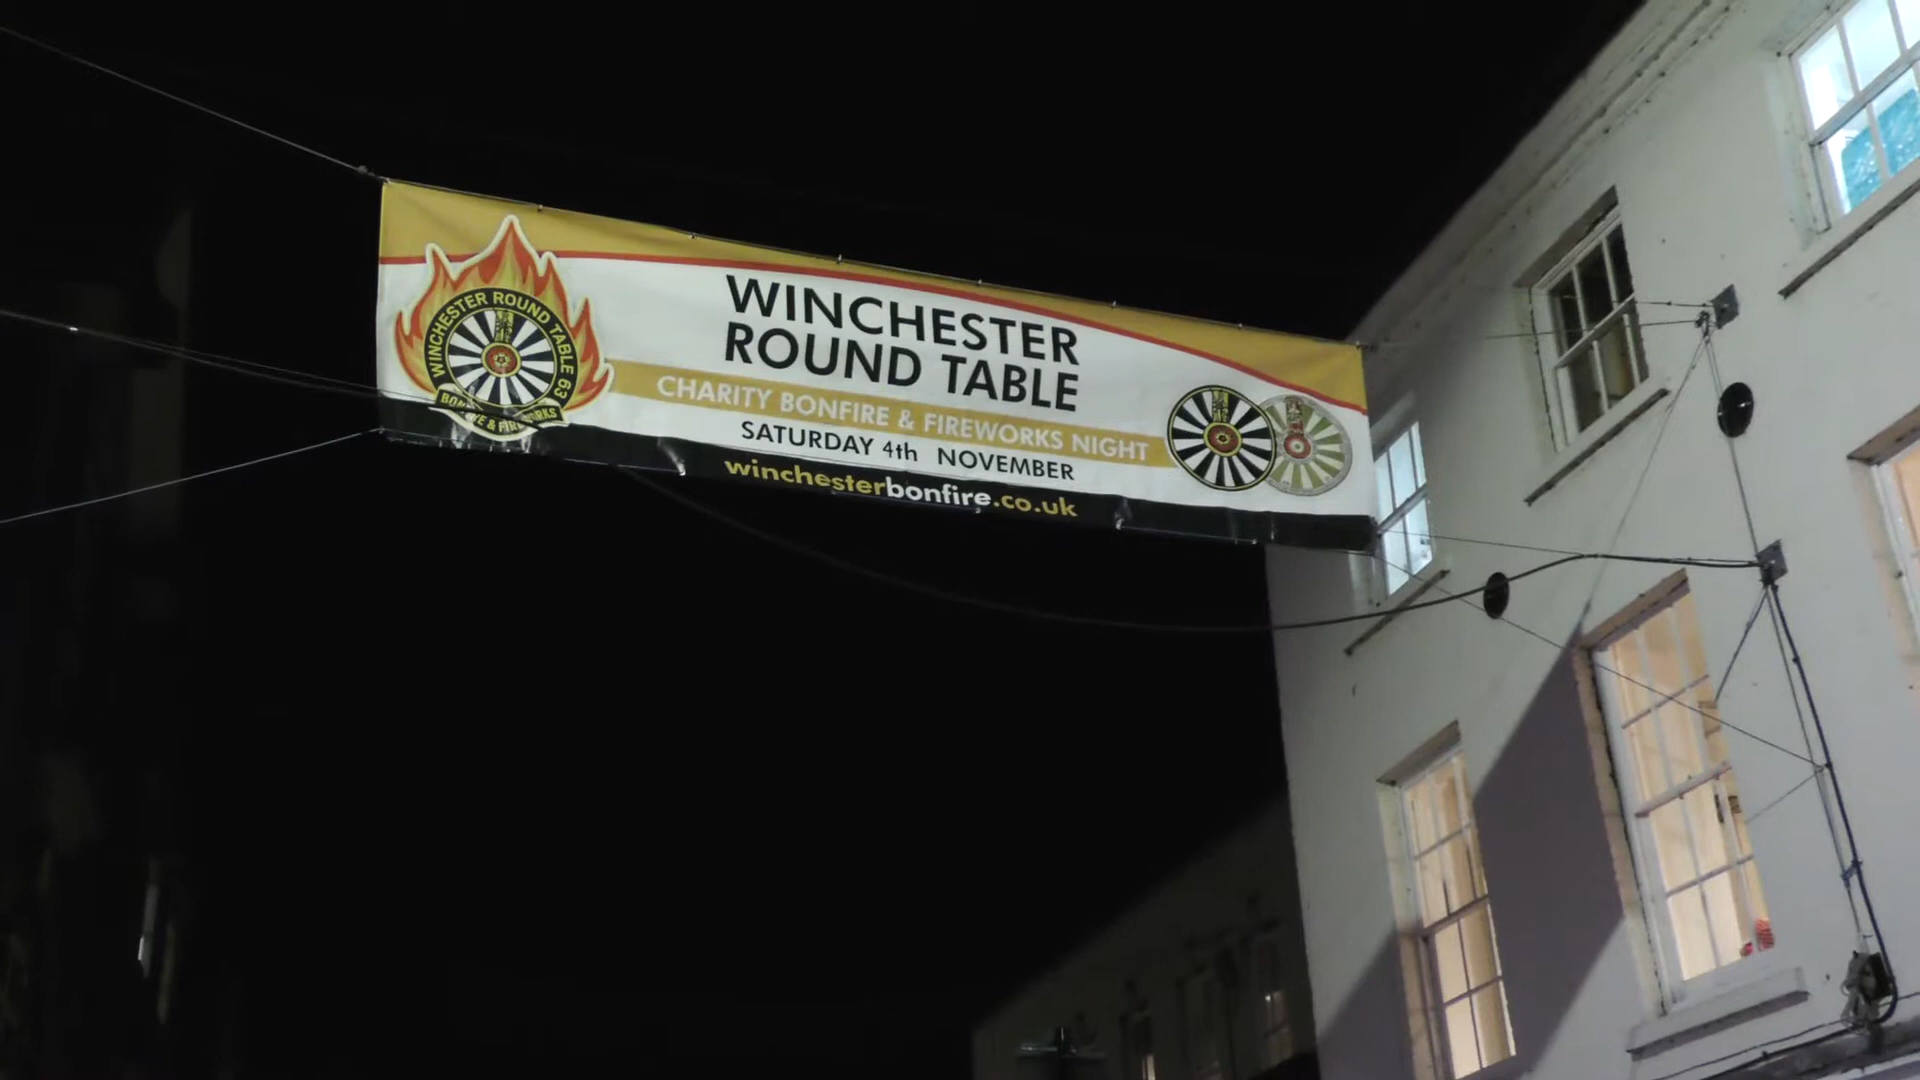 WINCHESTER ROUND TABLE 63
BONFIRE & FIREWORKS
WINCHESTER
ROUND TABLE
CHARITY BONFIRE & FIREWORKS NIGHT
SATURDAY 4th NOVEMBER
winchesterbonfire.co.uk